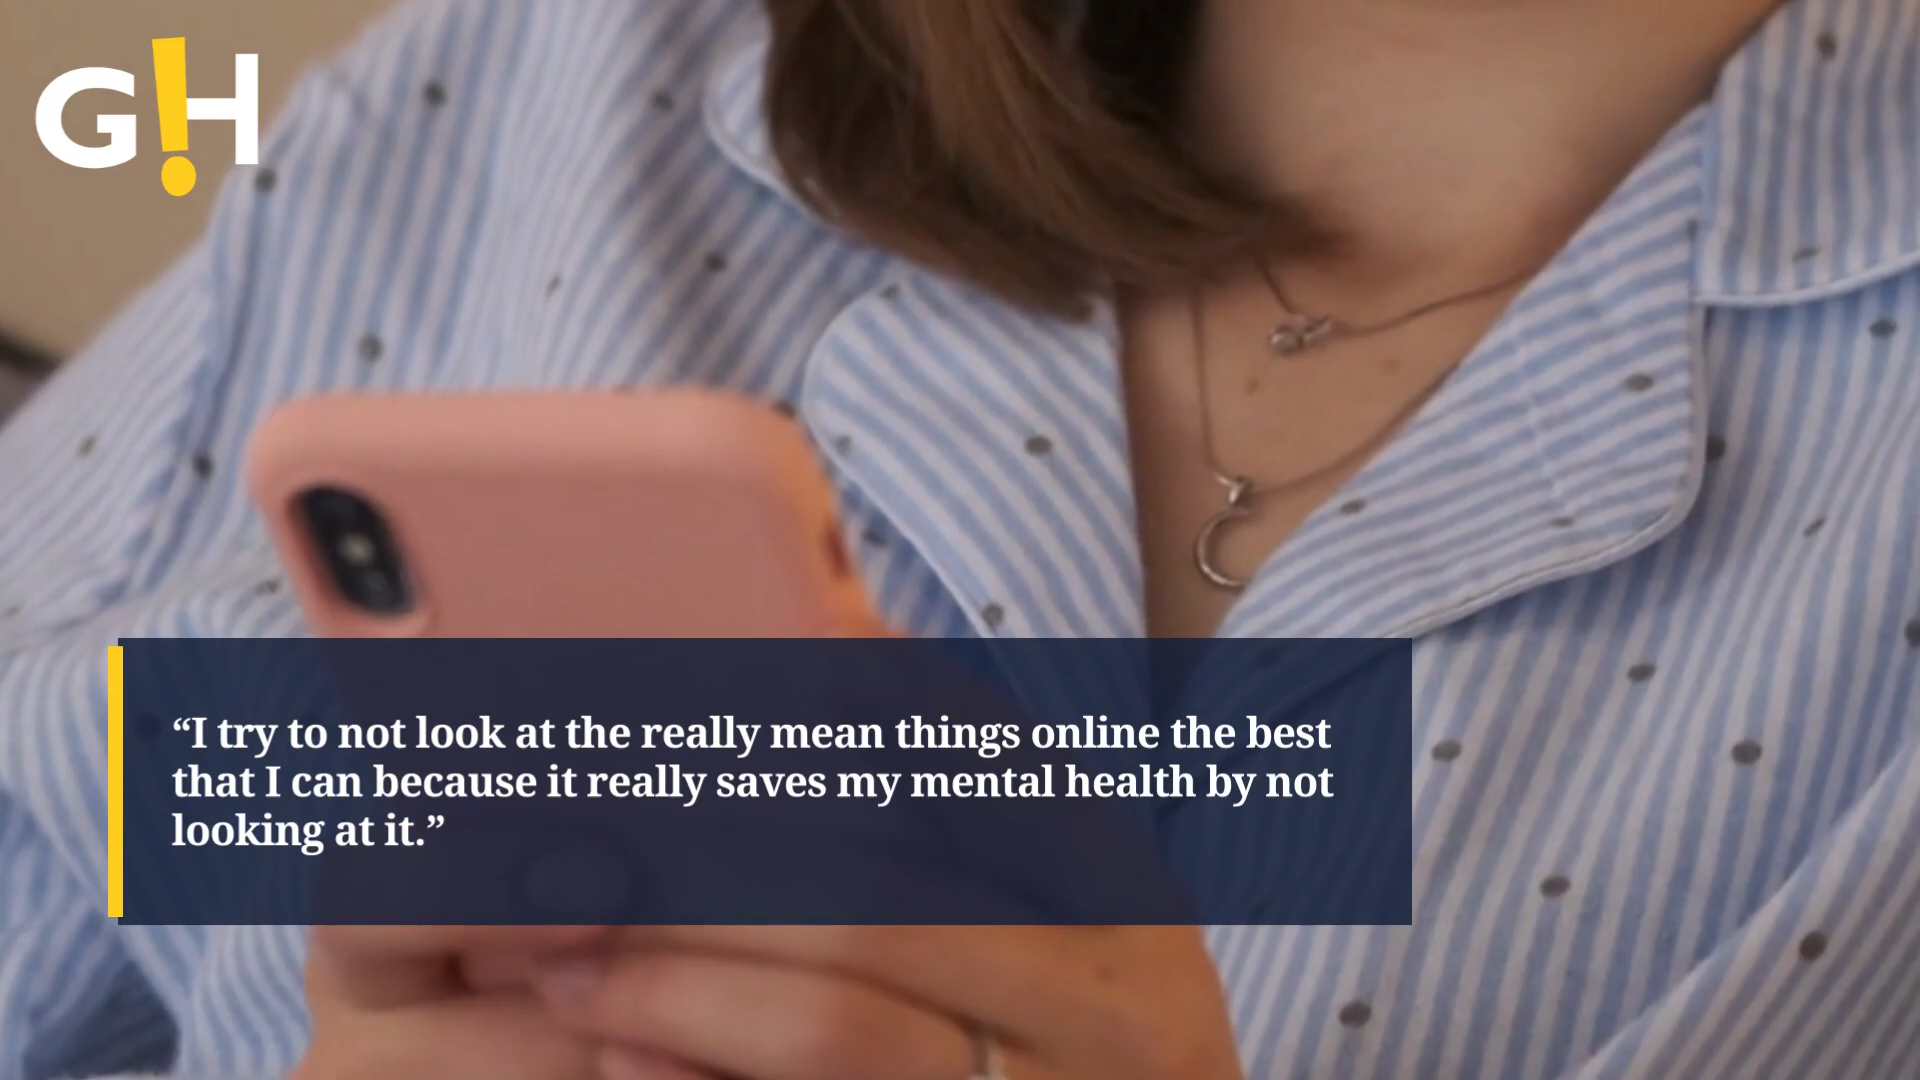 G!H
“I try to not look at the really mean things online the best
that I can because it really saves my mental health by not
looking at it.”